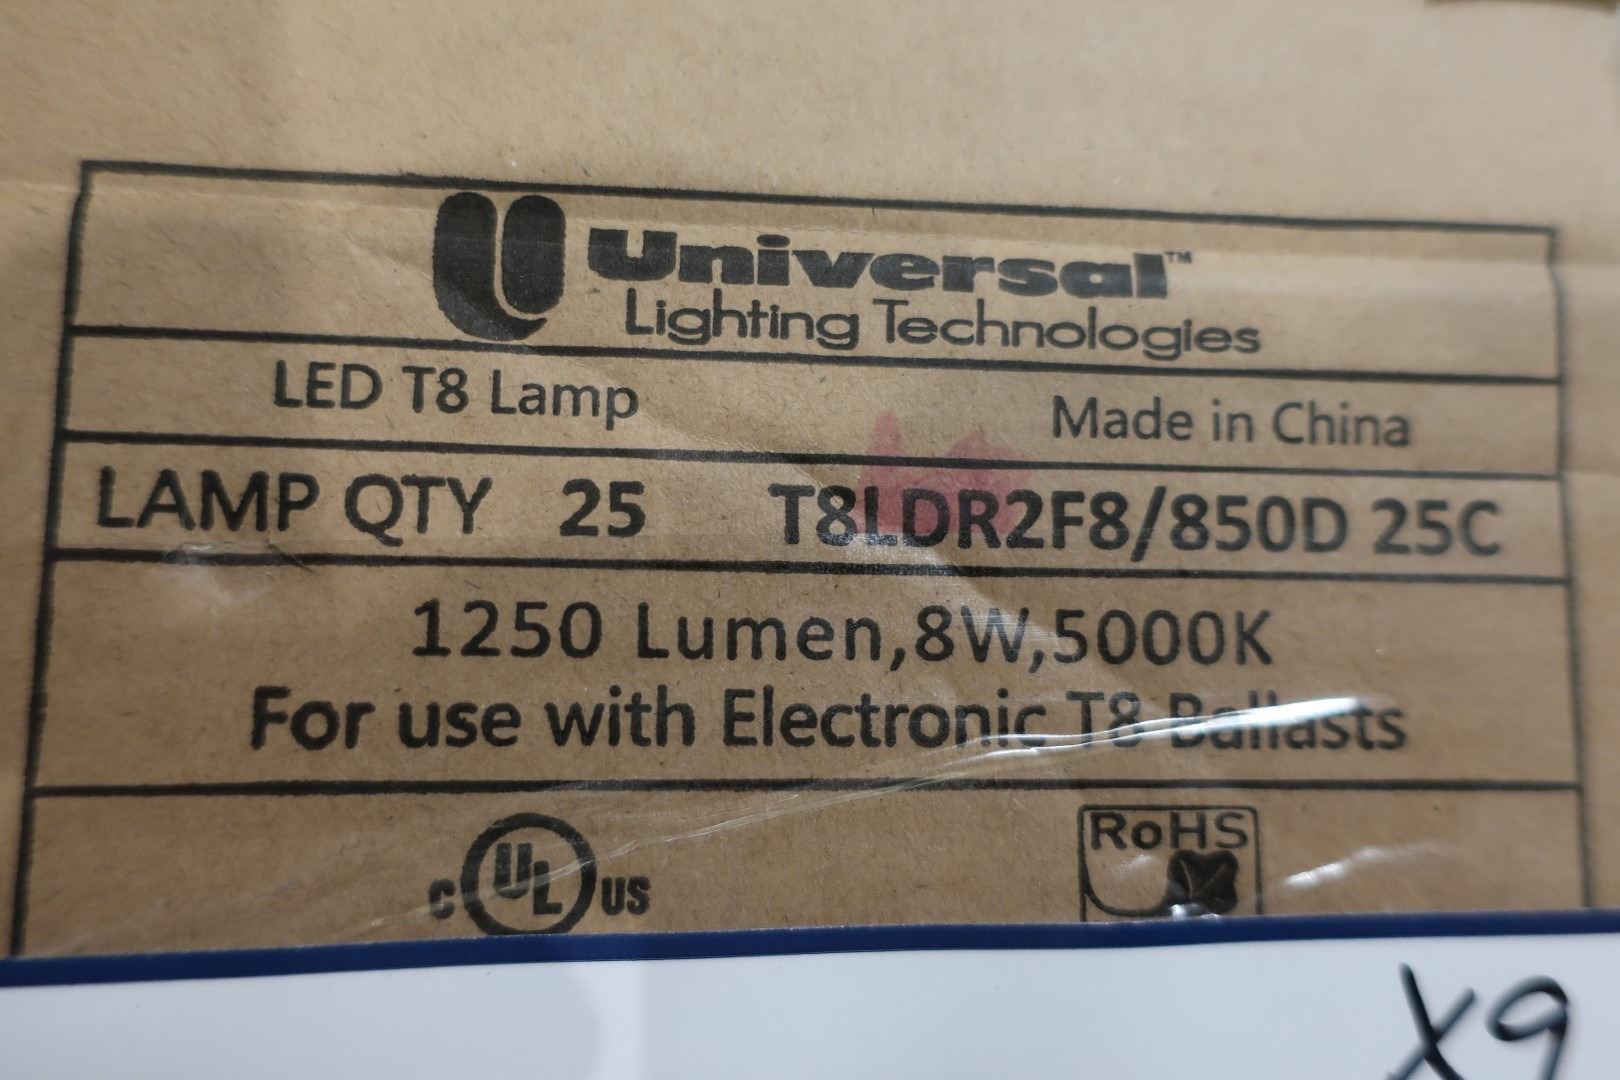 Universal™
Lighting Technologies
LED T8 Lamp Made in China
LAMP QTY 25 T8LDR2F8/850D 25C
1250 Lumen,8W,5000K
For use with Electronic T8 Ballasts
C UL US RoHS
X9